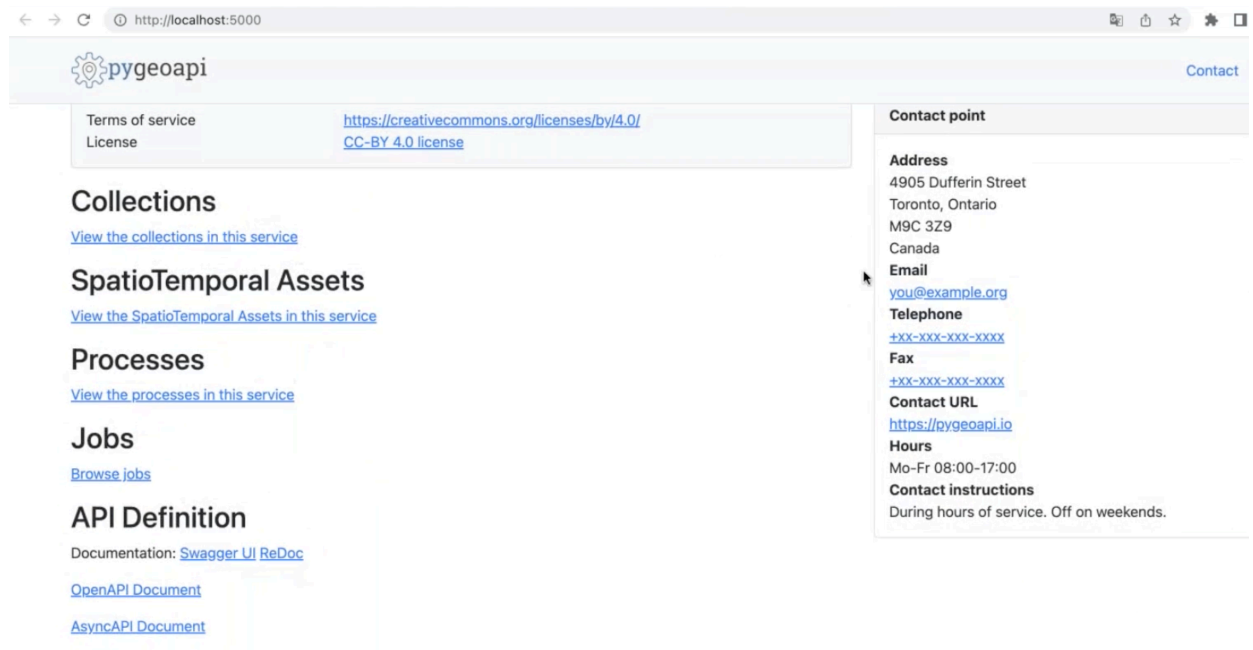 http://localhost:5000
pygeoapi
Contact
Terms of service https://creativecommons.org/licenses/by/4.0/
License CC-BY 4.0 license
Collections
View the collections in this service
SpatioTemporal Assets
View the SpatioTemporal Assets in this service
Processes
View the processes in this service
Jobs
Browse jobs
API Definition
Documentation: Swagger UI ReDoc
OpenAPI Document
AsyncAPI Document
Contact point
Address
4905 Dufferin Street
Toronto, Ontario
M9C 3Z9
Canada
Email
you@example.org
Telephone
+xx-xxx-xxx-xxxx
Fax
+xx-xxx-xxx-xxxx
Contact URL
https://pygeoapi.io
Hours
Mo-Fr 08:00-17:00
Contact instructions
During hours of service. Off on weekends.